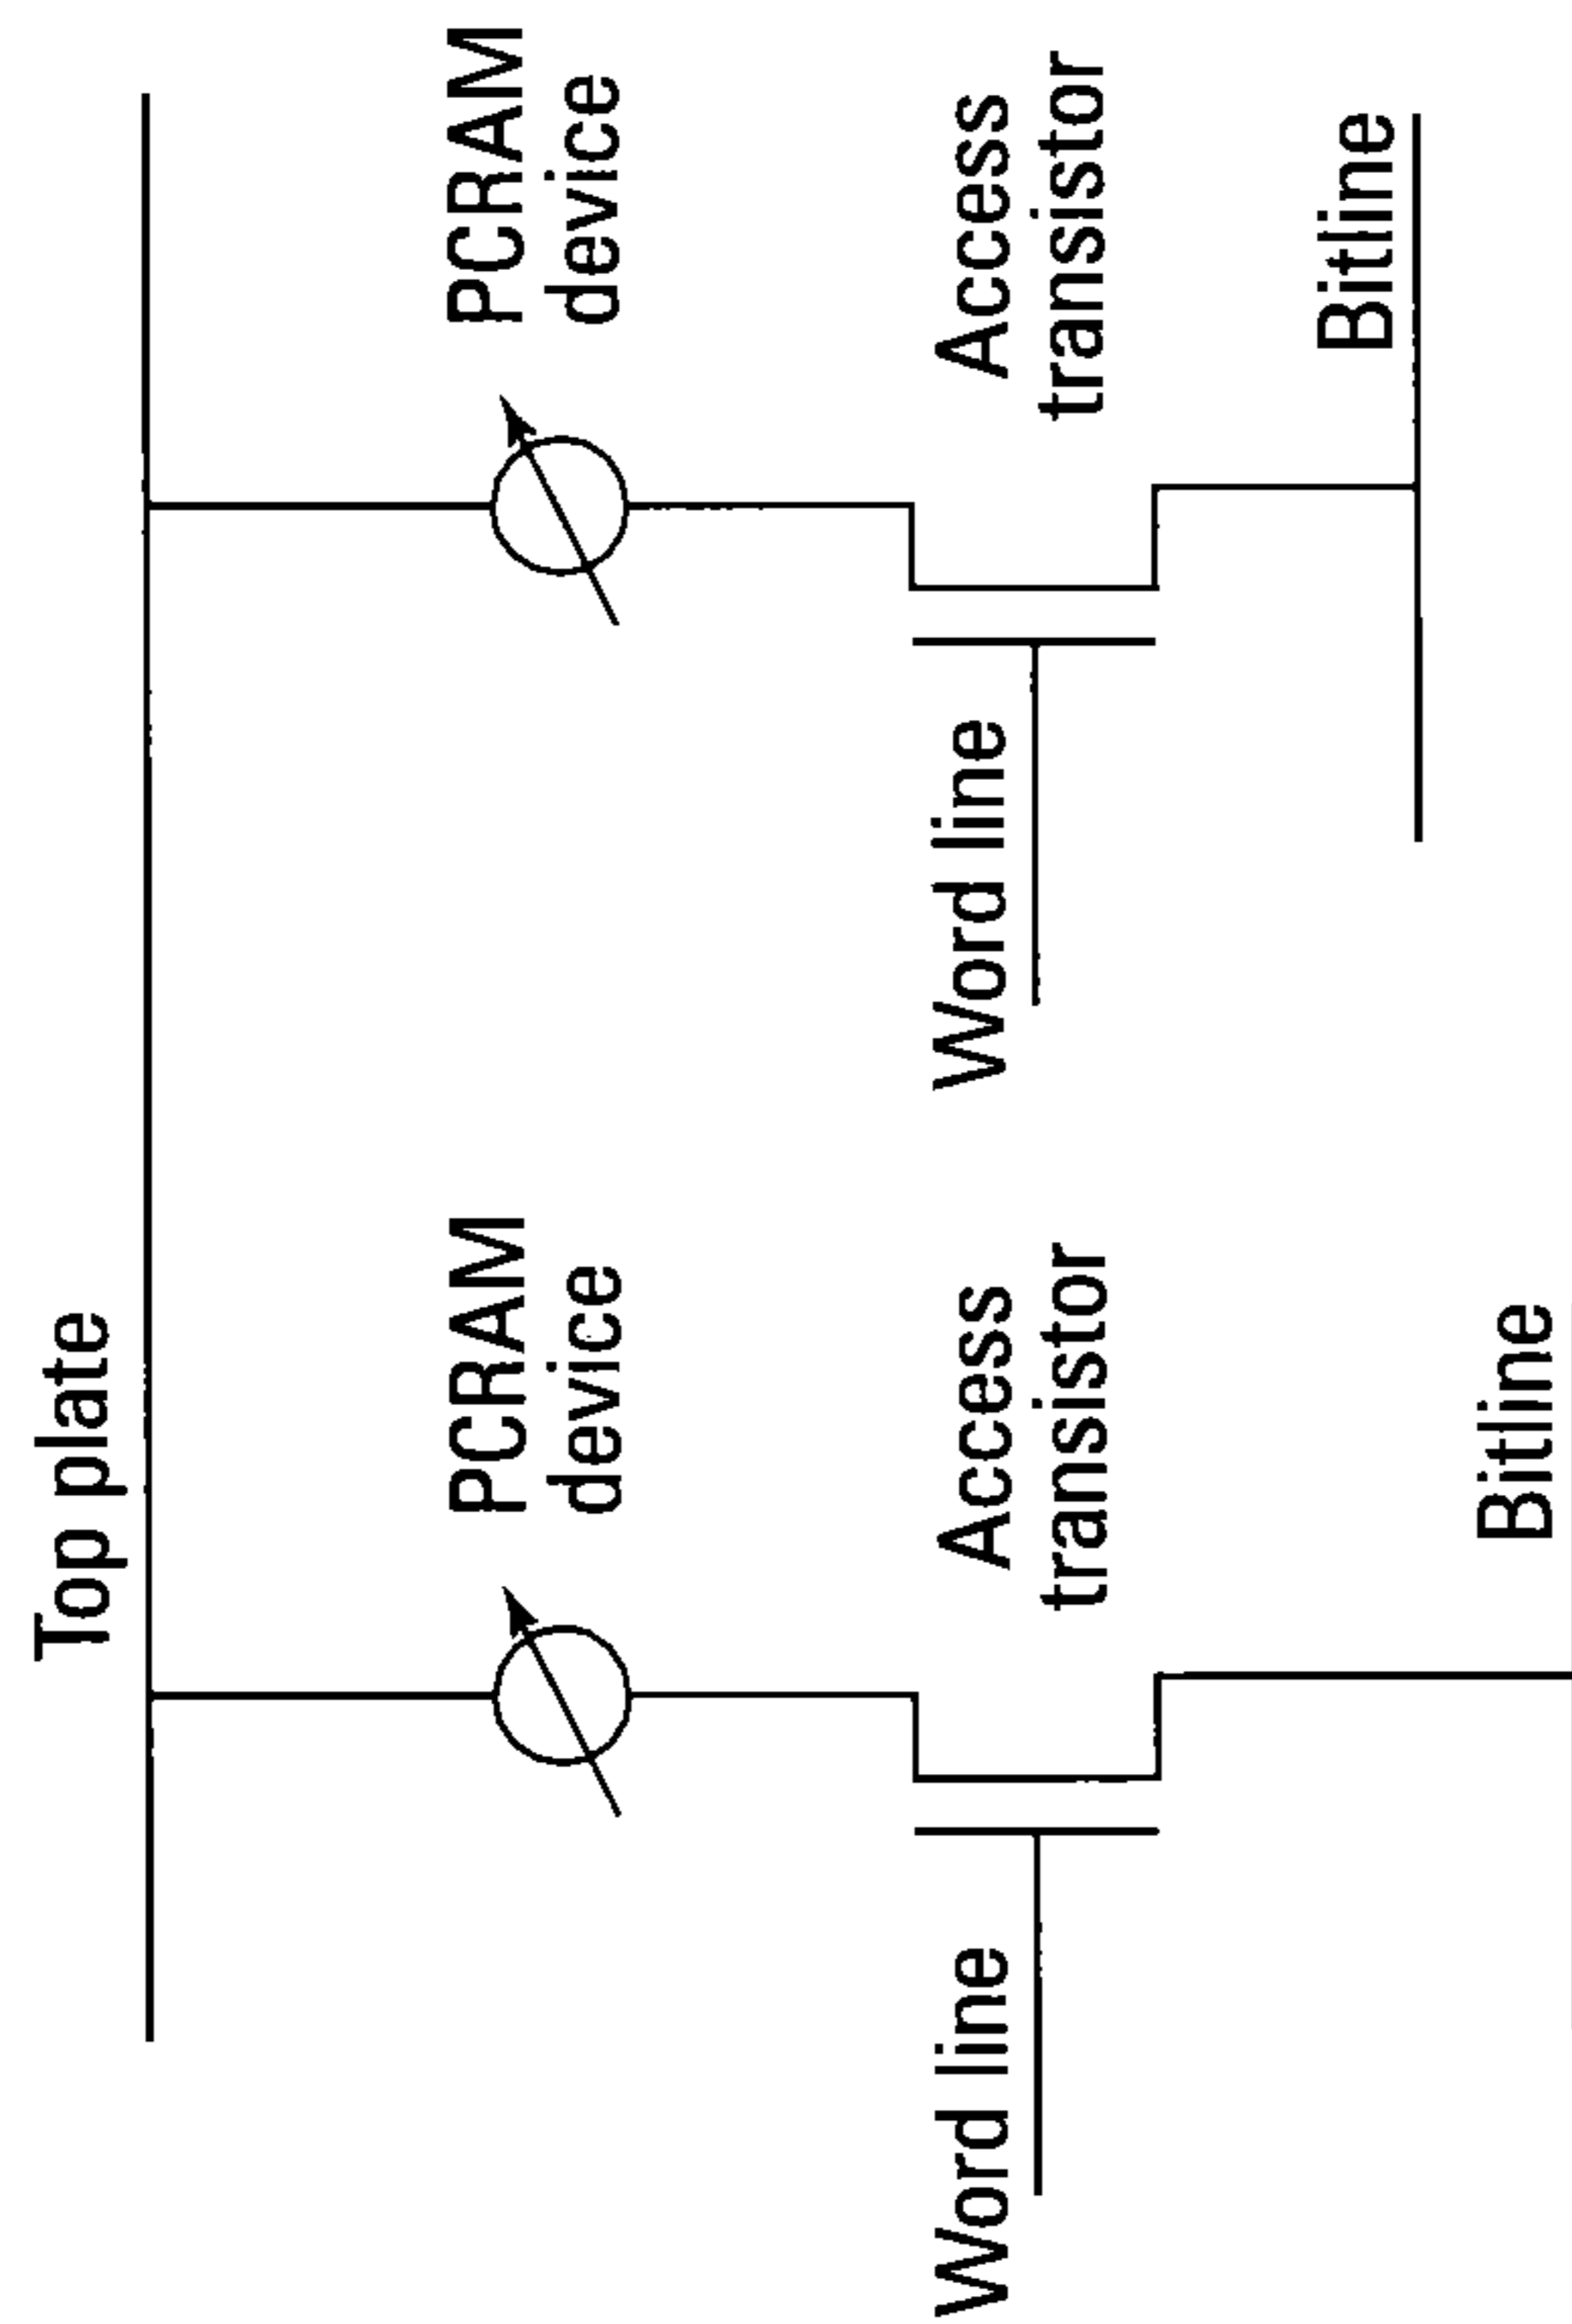 Top plate
PCRAM
device
PCRAM
device
Word line
Access
transistor
Word line
Access
transistor
Bitline
Bitline